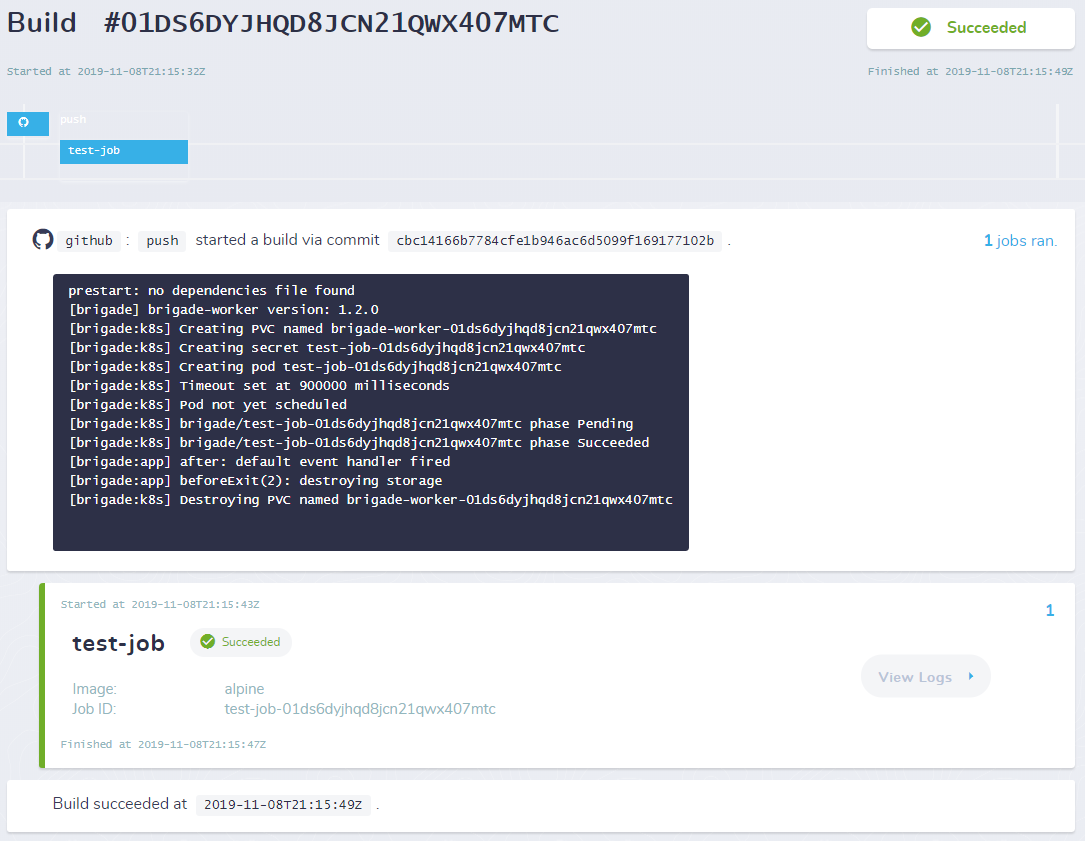 Build #01DS6DYJHQD8JCN21QWX407MTC
Succeeded
Started at 2019-11-08T21:15:32Z
Finished at 2019-11-08T21:15:49Z
push
test-job
github : push started a build via commit cbc14166b7784cfe1b946ac6d5099f169177102b .
1 jobs ran.
prestart: no dependencies file found
[brigade] brigade-worker version: 1.2.0
[brigade:k8s] Creating PVC named brigade-worker-01ds6dyjhqd8jcn21qwx407mtc
[brigade:k8s] Creating secret test-job-01ds6dyjhqd8jcn21qwx407mtc
[brigade:k8s] Creating pod test-job-01ds6dyjhqd8jcn21qwx407mtc
[brigade:k8s] Timeout set at 900000 milliseconds
[brigade:k8s] Pod not yet scheduled
[brigade:k8s] brigade/test-job-01ds6dyjhqd8jcn21qwx407mtc phase Pending
[brigade:k8s] brigade/test-job-01ds6dyjhqd8jcn21qwx407mtc phase Succeeded
[brigade:app] after: default event handler fired
[brigade:app] beforeExit(2): destroying storage
[brigade:k8s] Destroying PVC named brigade-worker-01ds6dyjhqd8jcn21qwx407mtc
Started at 2019-11-08T21:15:43Z
1
test-job Succeeded
Image: alpine
Job ID: test-job-01ds6dyjhqd8jcn21qwx407mtc
View Logs
Finished at 2019-11-08T21:15:47Z
Build succeeded at 2019-11-08T21:15:49Z .